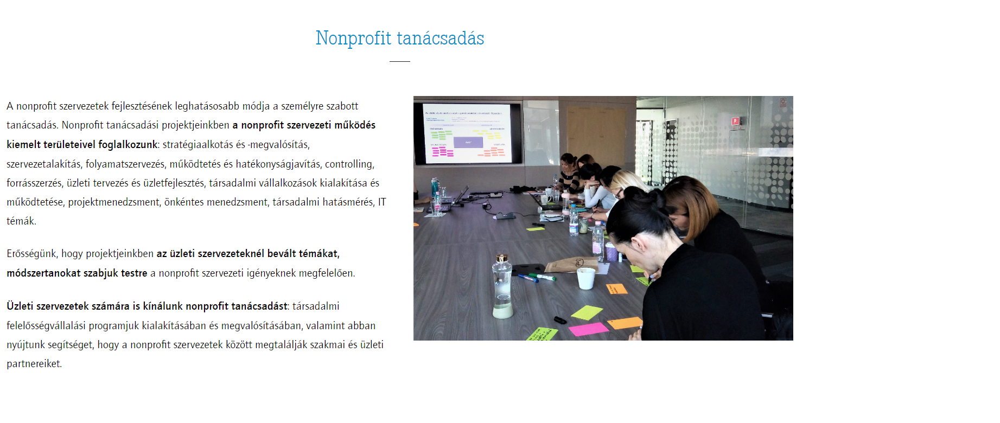 Nonprofit tanácsadás
A nonprofit szervezetek fejlesztésének leghatásosabb módja a személyre szabott
tanácsadás. Nonprofit tanácsadási projektjeinkben a nonprofit szervezeti működés
kiemelt területeivel foglalkozunk: stratégiaalkotás és -megvalósítás,
szervezetalakítás, folyamatszervezés, működtetés és hatékonyságjavítás, controlling,
forrásszerzés, üzleti tervezés és üzletfejlesztés, társadalmi vállalkozások kialakítása és
működtetése, projektmenedzsment, önkéntes menedzsment, társadalmi hatásmérés, IT
témák.
Erősségünk, hogy projektjeinkben az üzleti szervezeteknél bevált témákat,
módszertanokat szabjuk testre a nonprofit szervezeti igényeknek megfelelően.
Üzleti szervezetek számára is kínálunk nonprofit tanácsadást: társadalmi
felelősségvállalási programjuk kialakításában és megvalósításában, valamint abban
nyújtunk segítséget, hogy a nonprofit szervezetek között megtalálják szakmai és üzleti
partnereiket.